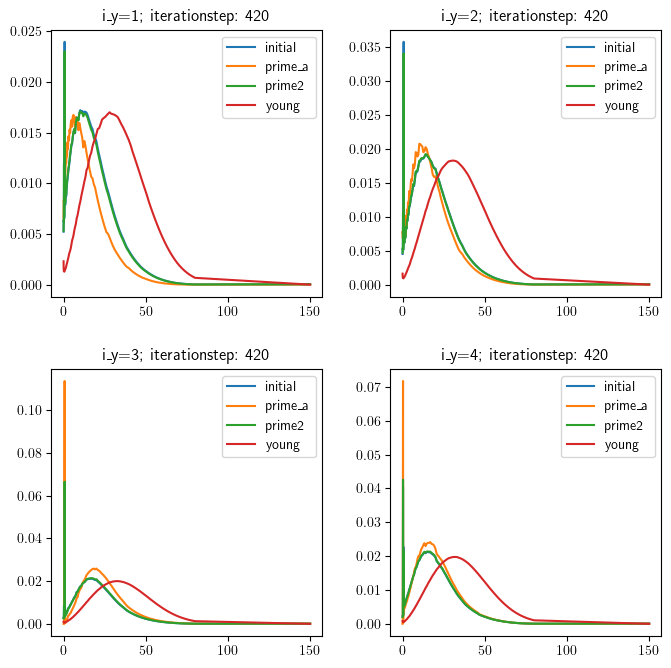 i_y=1; iterationstep: 420
0.025
0.020
0.015
0.010
0.005
0.000
0
50
100
150
initial
prime_a
prime2
young
i_y=2; iterationstep: 420
0.035
0.030
0.025
0.020
0.015
0.010
0.005
0.000
0
50
100
150
initial
prime_a
prime2
young
i_y=3; iterationstep: 420
0.10
0.08
0.06
0.04
0.02
0.00
0
50
100
150
initial
prime_a
prime2
young
i_y=4; iterationstep: 420
0.07
0.06
0.05
0.04
0.03
0.02
0.01
0.00
0
50
100
150
initial
prime_a
prime2
young